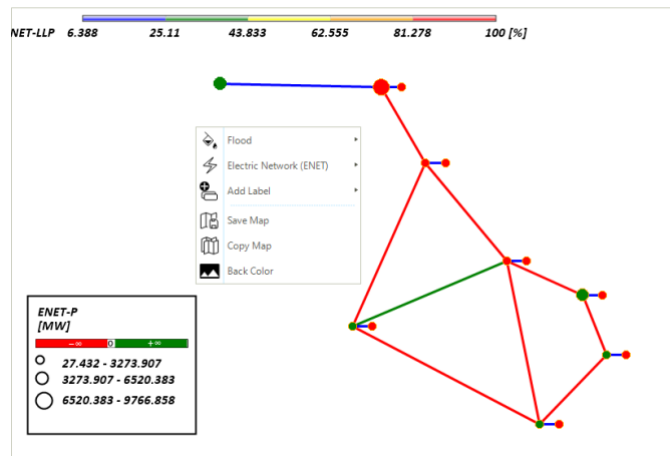 NET-LLP 6.388 25.11 43.833 62.555 81.278 100 [%]
Flood
Electric Network (ENET)
Add Label
Save Map
Copy Map
Back Color
ENET-P
[MW]
−∞ 0 +∞
27.432 - 3273.907
3273.907 - 6520.383
6520.383 - 9766.858